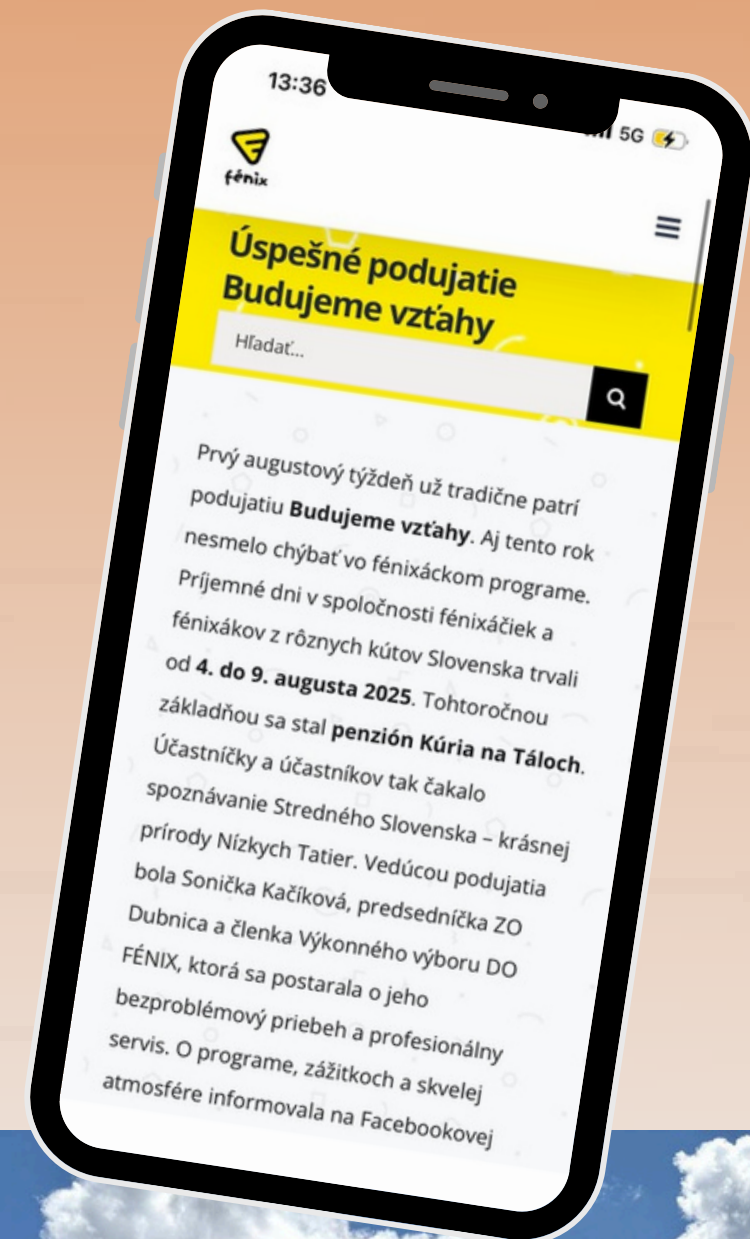 13:36
5G
fénix
Úspešné podujatie
Budujeme vzťahy
Hľadať...
Prvý augustový týždeň už tradične patrí
podujatiu Budujeme vzťahy. Aj tento rok
nesmelo chýbať vo fénixáckom programe.
Príjemné dni v spoločnosti fénixáčiek a
fénixákov z rôznych kútov Slovenska trvali
od 4. do 9. augusta 2025. Tohtoročnou
základňou sa stal penzión Kúria na Táloch.
Účastníčky a účastníkov tak čakalo
spoznávanie Stredného Slovenska – krásnej
prírody Nízkych Tatier. Vedúcou podujatia
bola Sonička Kačíková, predsedníčka ZO
Dubnica a členka Výkonného výboru DO
FÉNIX, ktorá sa postarala o jeho
bezproblémový priebeh a profesionálny
servis. O programe, zážitkoch a skvelej
atmosfére informovala na Facebookovej